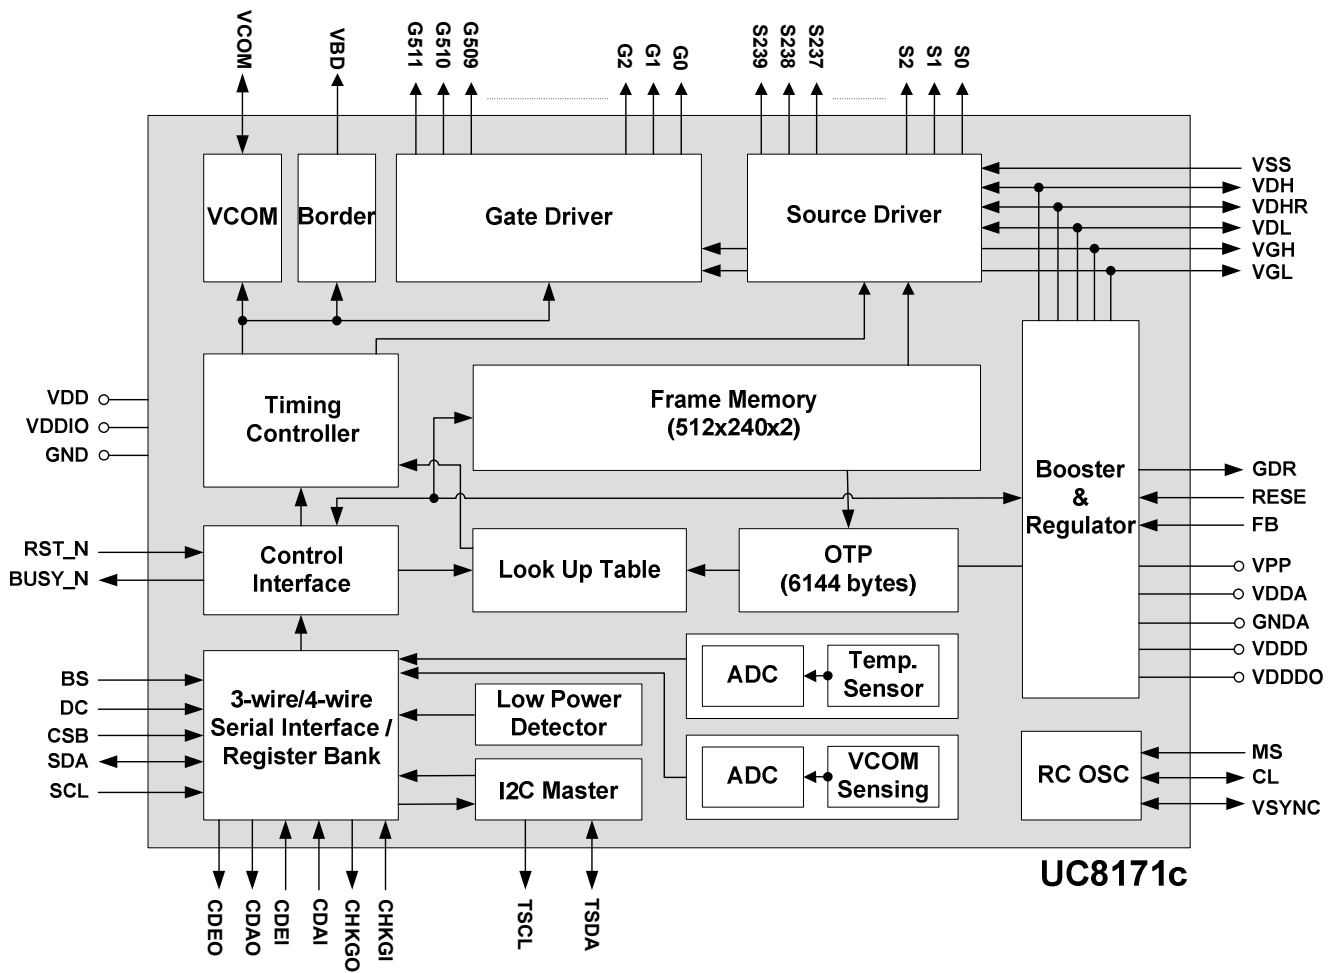 VCOM
VBD
G511
G510
G509
G2
G1
G0
S239
S238
S237
S2
S1
S0
VCOM
Border
Gate Driver
Source Driver
VSS
VDH
VDHR
VDL
VGH
VGL
VDD
VDDIO
GND
Timing
Controller
Frame Memory
(512x240x2)
Booster
&
Regulator
GDR
RESE
FB
VPP
VDDA
GNDA
VDDD
VDDDO
RST_N
BUSY_N
Control
Interface
Look Up Table
OTP
(6144 bytes)
BS
DC
CSB
SDA
SCL
3-wire/4-wire
Serial Interface /
Register Bank
Low Power
Detector
I2C Master
ADC
Temp.
Sensor
ADC
VCOM
Sensing
RC OSC
MS
CL
VSYNC
UC8171c
CDEO
CDAO
CDEI
CDAI
CHKGO
CHKGI
TSCL
TSDA